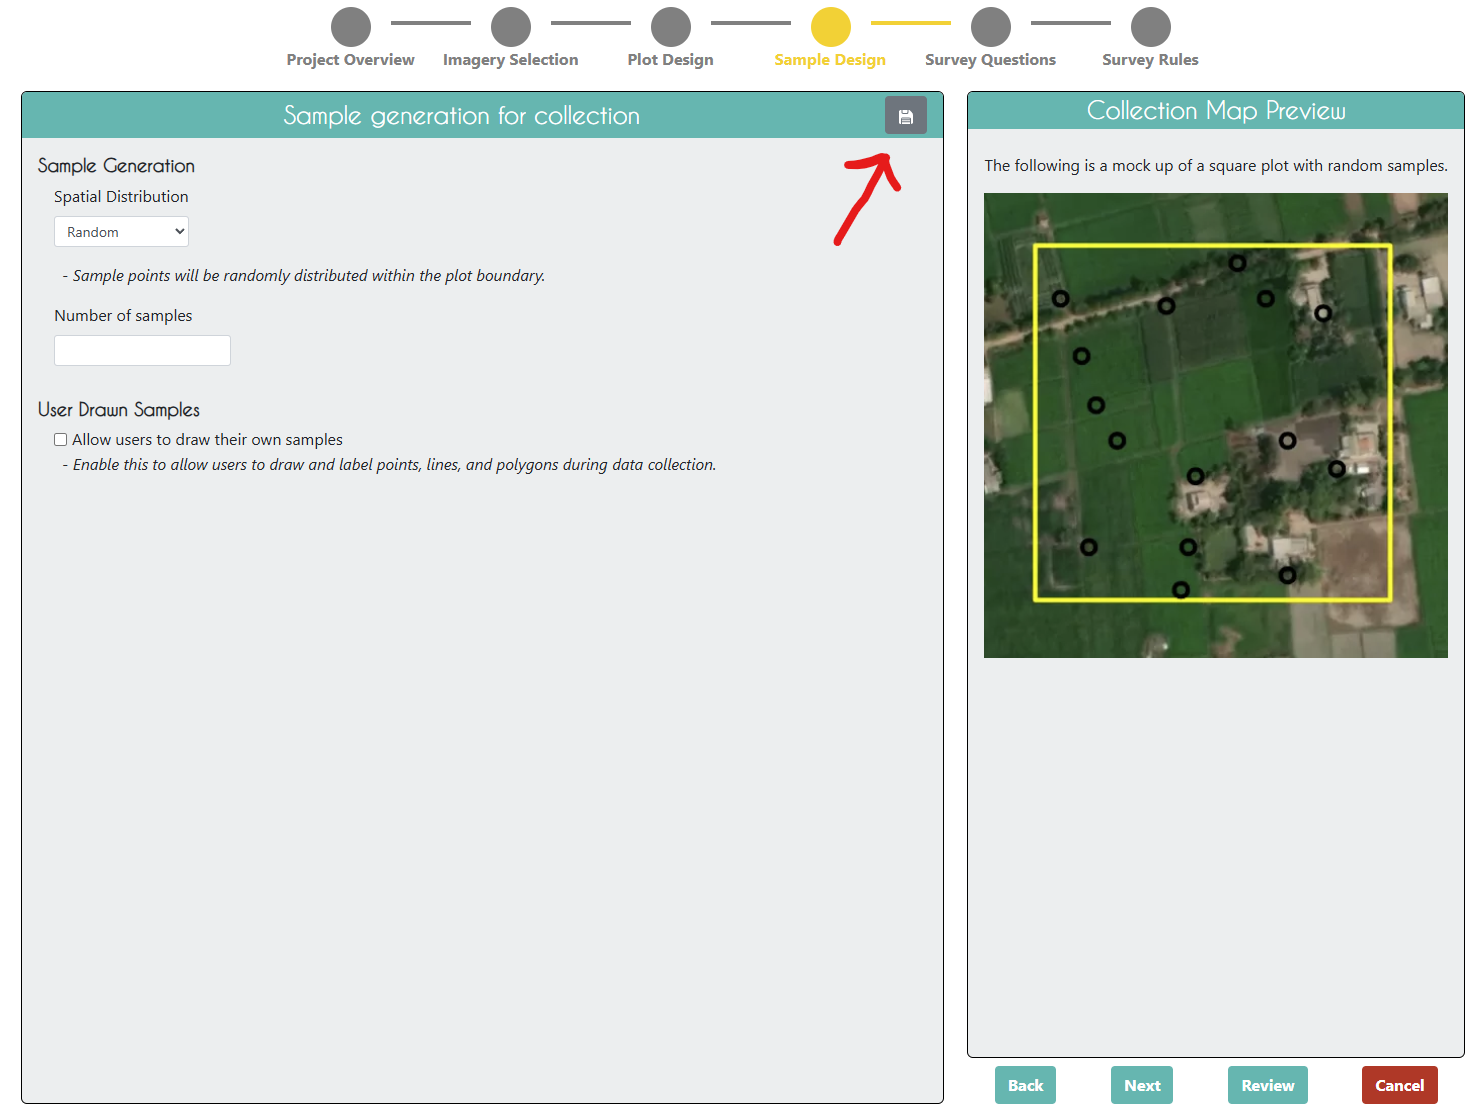 Project Overview
Imagery Selection
Plot Design
Sample Design
Survey Questions
Survey Rules
Sample generation for collection
Sample Generation
Spatial Distribution
Random
- Sample points will be randomly distributed within the plot boundary.
Number of samples
User Drawn Samples
Allow users to draw their own samples
- Enable this to allow users to draw and label points, lines, and polygons during data collection.
Collection Map Preview
The following is a mock up of a square plot with random samples.
Back
Next
Review
Cancel